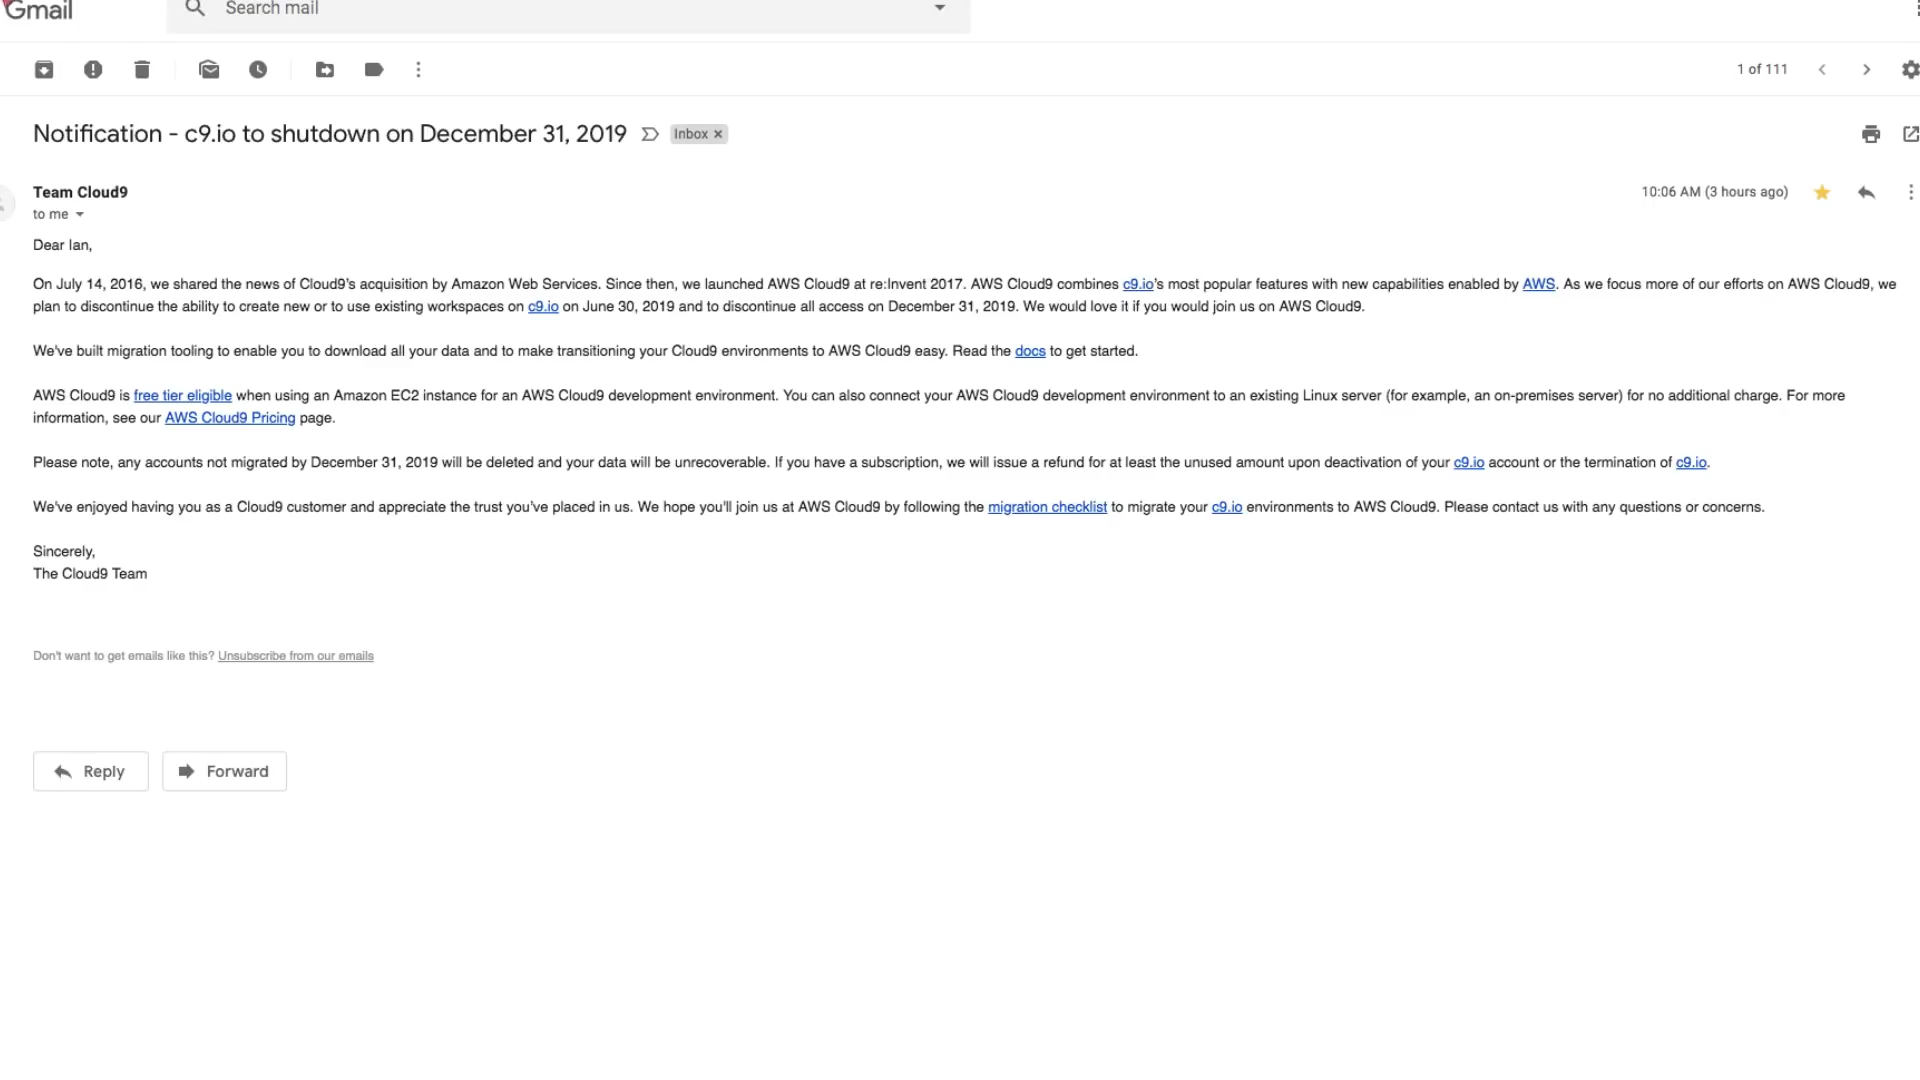 Gmail
Search mail
1 of 111
Notification - c9.io to shutdown on December 31, 2019
Inbox ×
Team Cloud9
10:06 AM (3 hours ago)
to me
Dear Ian,
On July 14, 2016, we shared the news of Cloud9's acquisition by Amazon Web Services. Since then, we launched AWS Cloud9 at re:Invent 2017. AWS Cloud9 combines c9.io's most popular features with new capabilities enabled by AWS. As we focus more of our efforts on AWS Cloud9, we
plan to discontinue the ability to create new or to use existing workspaces on c9.io on June 30, 2019 and to discontinue all access on December 31, 2019. We would love it if you would join us on AWS Cloud9.
We've built migration tooling to enable you to download all your data and to make transitioning your Cloud9 environments to AWS Cloud9 easy. Read the docs to get started.
AWS Cloud9 is free tier eligible when using an Amazon EC2 instance for an AWS Cloud9 development environment. You can also connect your AWS Cloud9 development environment to an existing Linux server (for example, an on-premises server) for no additional charge. For more
information, see our AWS Cloud9 Pricing page.
Please note, any accounts not migrated by December 31, 2019 will be deleted and your data will be unrecoverable. If you have a subscription, we will issue a refund for at least the unused amount upon deactivation of your c9.io account or the termination of c9.io.
We've enjoyed having you as a Cloud9 customer and appreciate the trust you've placed in us. We hope you'll join us at AWS Cloud9 by following the migration checklist to migrate your c9.io environments to AWS Cloud9. Please contact us with any questions or concerns.
Sincerely,
The Cloud9 Team
Don't want to get emails like this? Unsubscribe from our emails
Reply
Forward